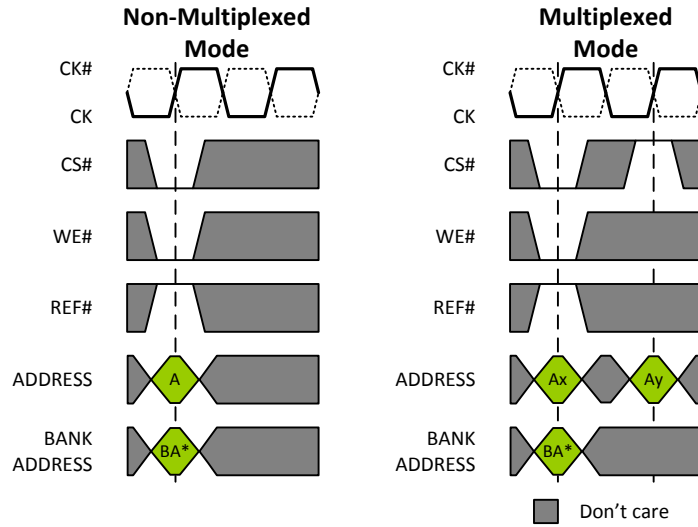 Non-Multiplexed
Mode
CK#
CK
CS#
WE#
REF#
ADDRESS
A
BANK
ADDRESS
BA*
Multiplexed
Mode
CK#
CK
CS#
WE#
REF#
ADDRESS
Ax
Ay
BANK
ADDRESS
BA*
Don't care